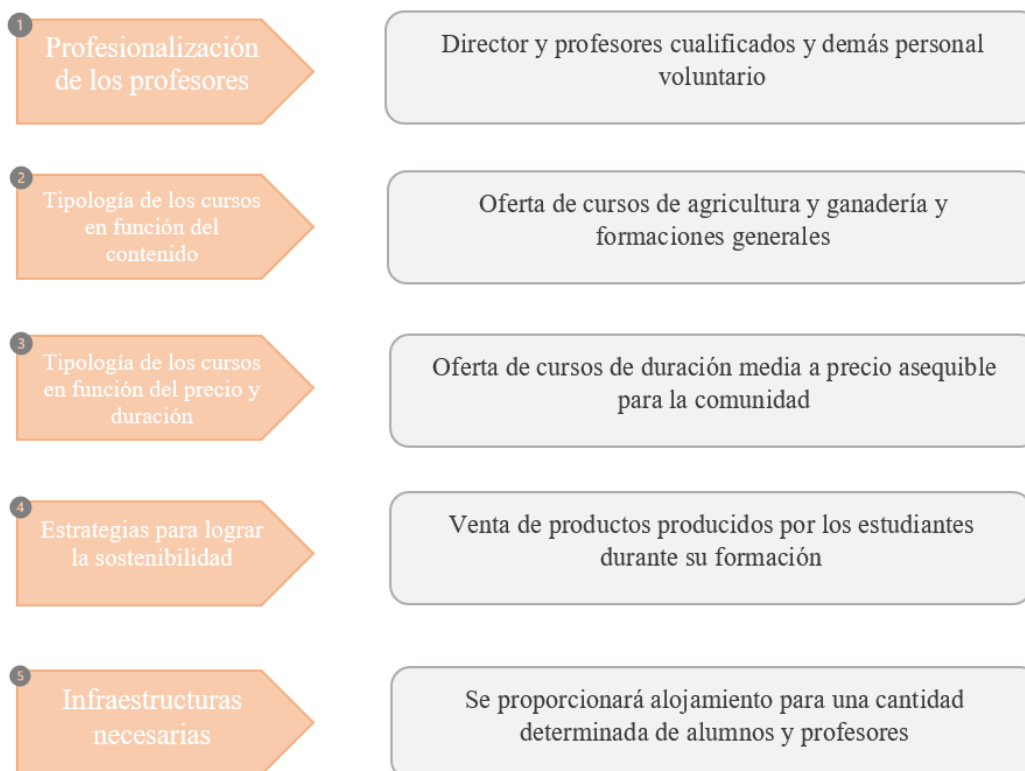 1
Profesionalización
de los profesores
Director y profesores cualificados y demás personal
voluntario
2
Tipología de los cursos
en función del
contenido
Oferta de cursos de agricultura y ganadería y
formaciones generales
3
Tipología de los cursos
en función del precio y
duración
Oferta de cursos de duración media a precio asequible
para la comunidad
4
Estrategias para lograr
la sostenibilidad
Venta de productos producidos por los estudiantes
durante su formación
5
Infraestructuras
necesarias
Se proporcionará alojamiento para una cantidad
determinada de alumnos y profesores